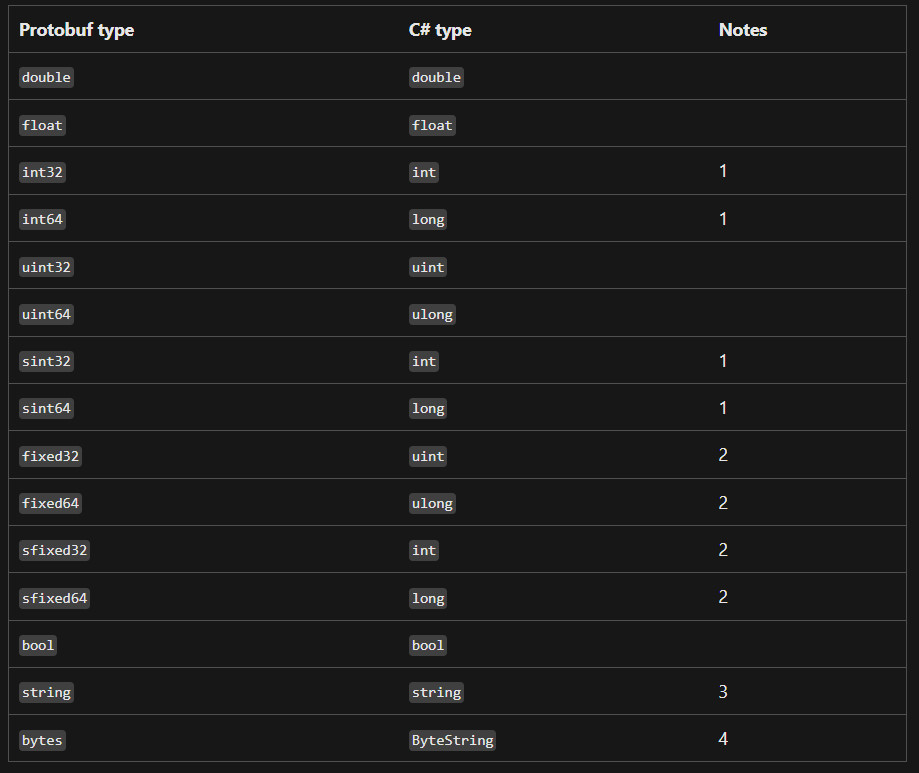 Protobuf type C# type Notes
double double
float float
int32 int 1
int64 long 1
uint32 uint
uint64 ulong
sint32 int 1
sint64 long 1
fixed32 uint 2
fixed64 ulong 2
sfixed32 int 2
sfixed64 long 2
bool bool
string string 3
bytes ByteString 4